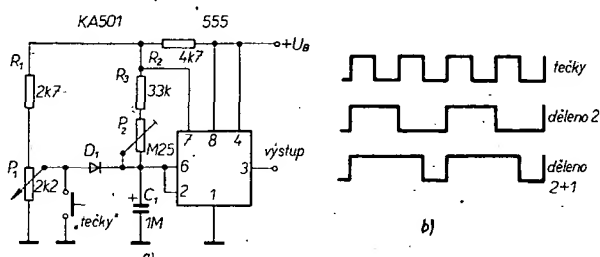 KA501
555
R₁
2k7
R₂
4k7
+U_B
R₃
33k
P₂
M25
7
8
4
P₁
2k2
D₁
6
2
3
výstup
"tečky"
+
C₁
1M
1
a)
tečky
děleno 2
děleno
2+1
b)